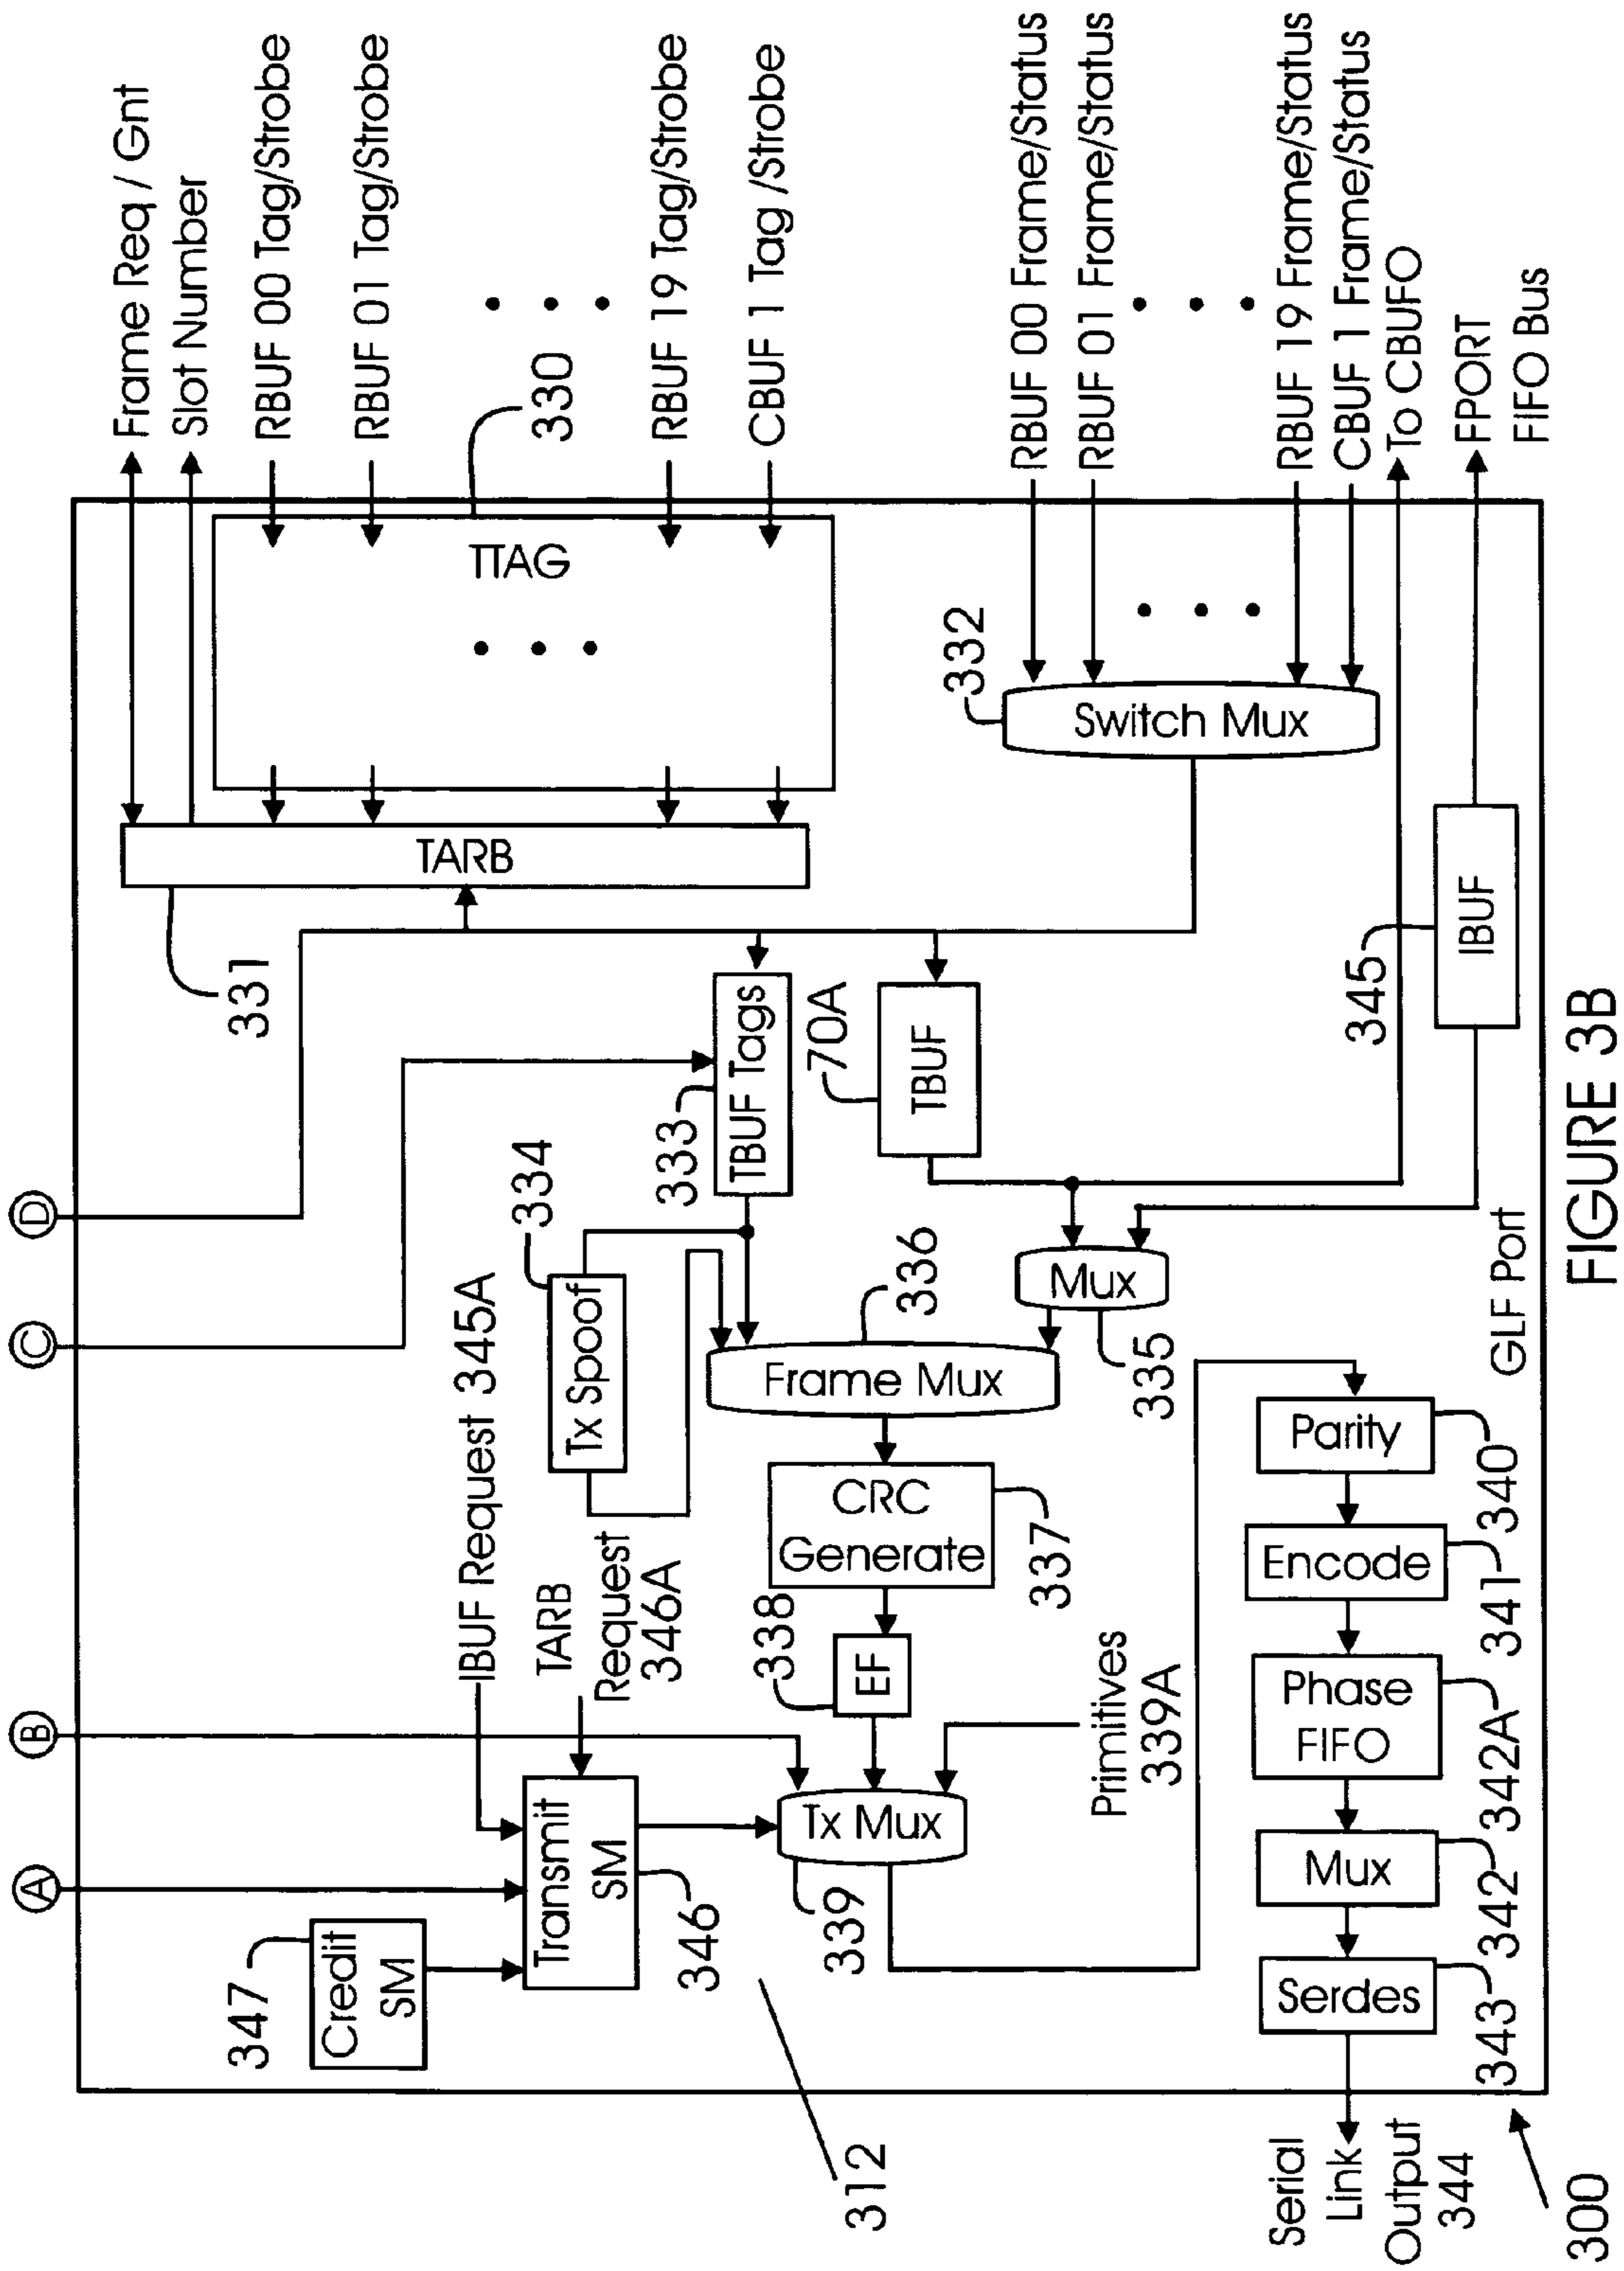 A
B
C
D
Frame Req / Gnt
Slot Number
RBUF 00 Tag/Strobe
RBUF 01 Tag/Strobe
RBUF 19 Tag/Strobe
CBUF 1 Tag /Strobe
330
RBUF 00 Frame/Status
RBUF 01 Frame/Status
RBUF 19 Frame/Status
CBUF 1 Frame/Status
To CBUFO
FPORT
FIFO Bus
TTAG
TARB
331
332
Switch Mux
TBUF Tags
333
70A
TBUF
345
IBUF
334
Tx Spoof
IBUF Request 345A
TARB
Request
346A
336
Frame Mux
Mux
335
GLF Port
CRC
Generate
337
338
EF
Primitives
339A
347
Credit
SM
Transmit
SM
346
Tx Mux
339
312
Parity
340
Encode
341
Phase
FIFO
342A
Mux
342
Serdes
343
Serial
Link
Output
344
300
FIGURE 3B